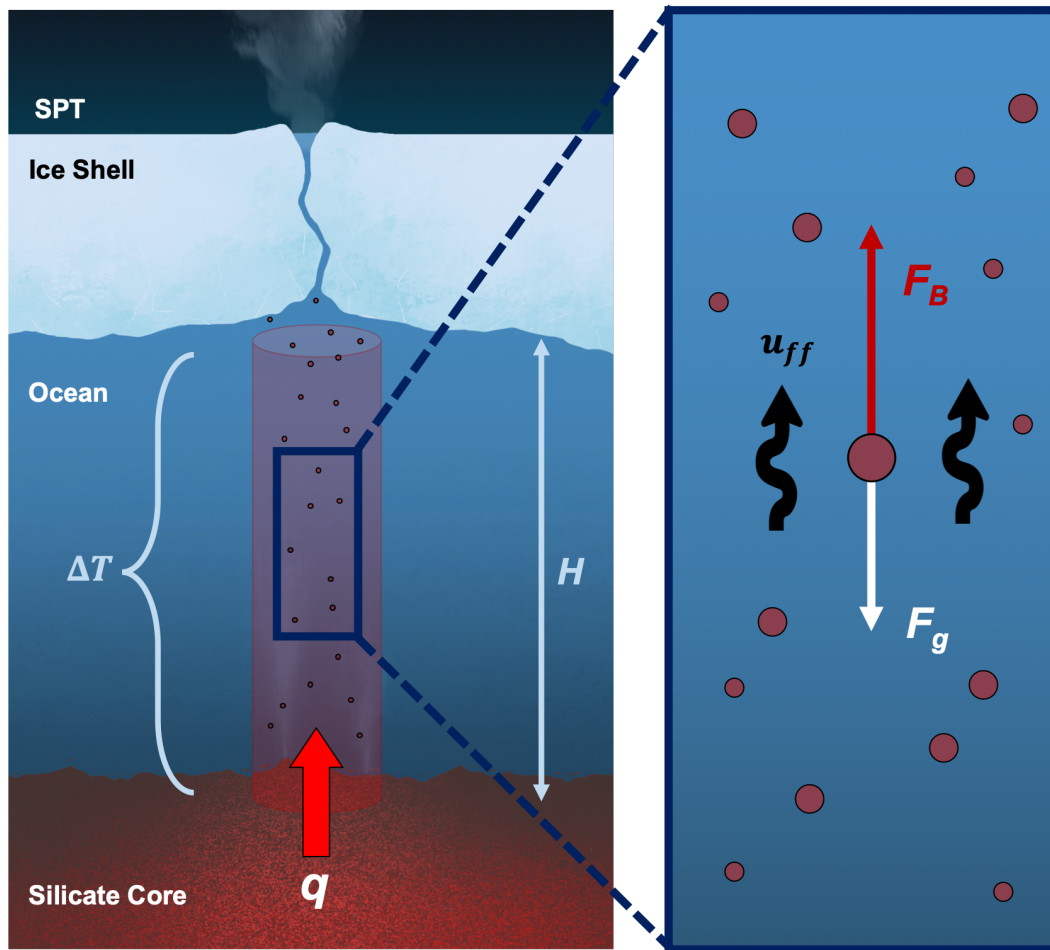 SPT
Ice Shell
Ocean
ΔT
H
q
Silicate Core
F_B
u_ff
F_g